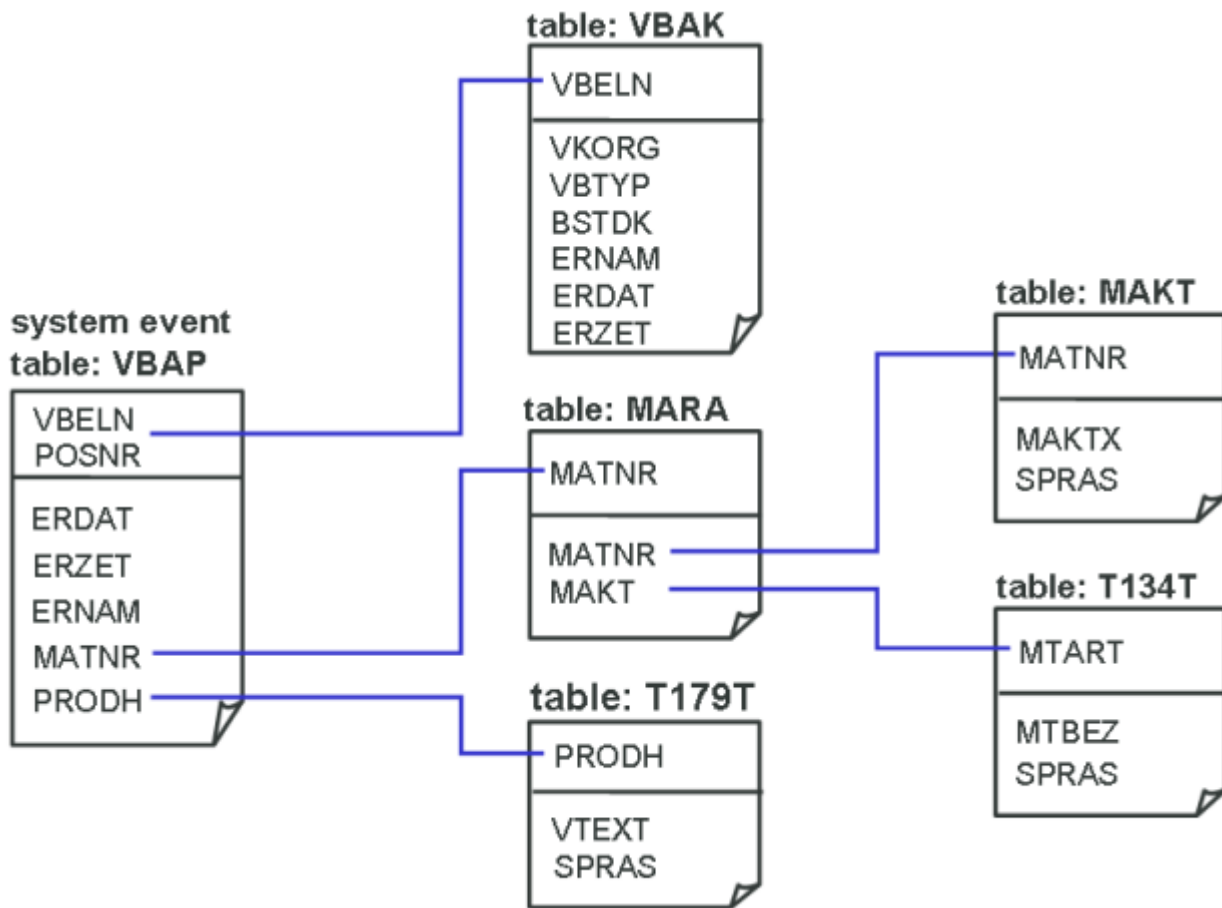 table: VBAK
VBELN
VKORG
VBTYP
BSTDK
ERNAM
ERDAT
ERZET
system event
table: VBAP
VBELN
POSNR
ERDAT
ERZET
ERNAM
MATNR
PRODH
table: MARA
MATNR
MATNR
MAKT
table: T179T
PRODH
VTEXT
SPRAS
table: MAKT
MATNR
MAKTX
SPRAS
table: T134T
MTART
MTBEZ
SPRAS